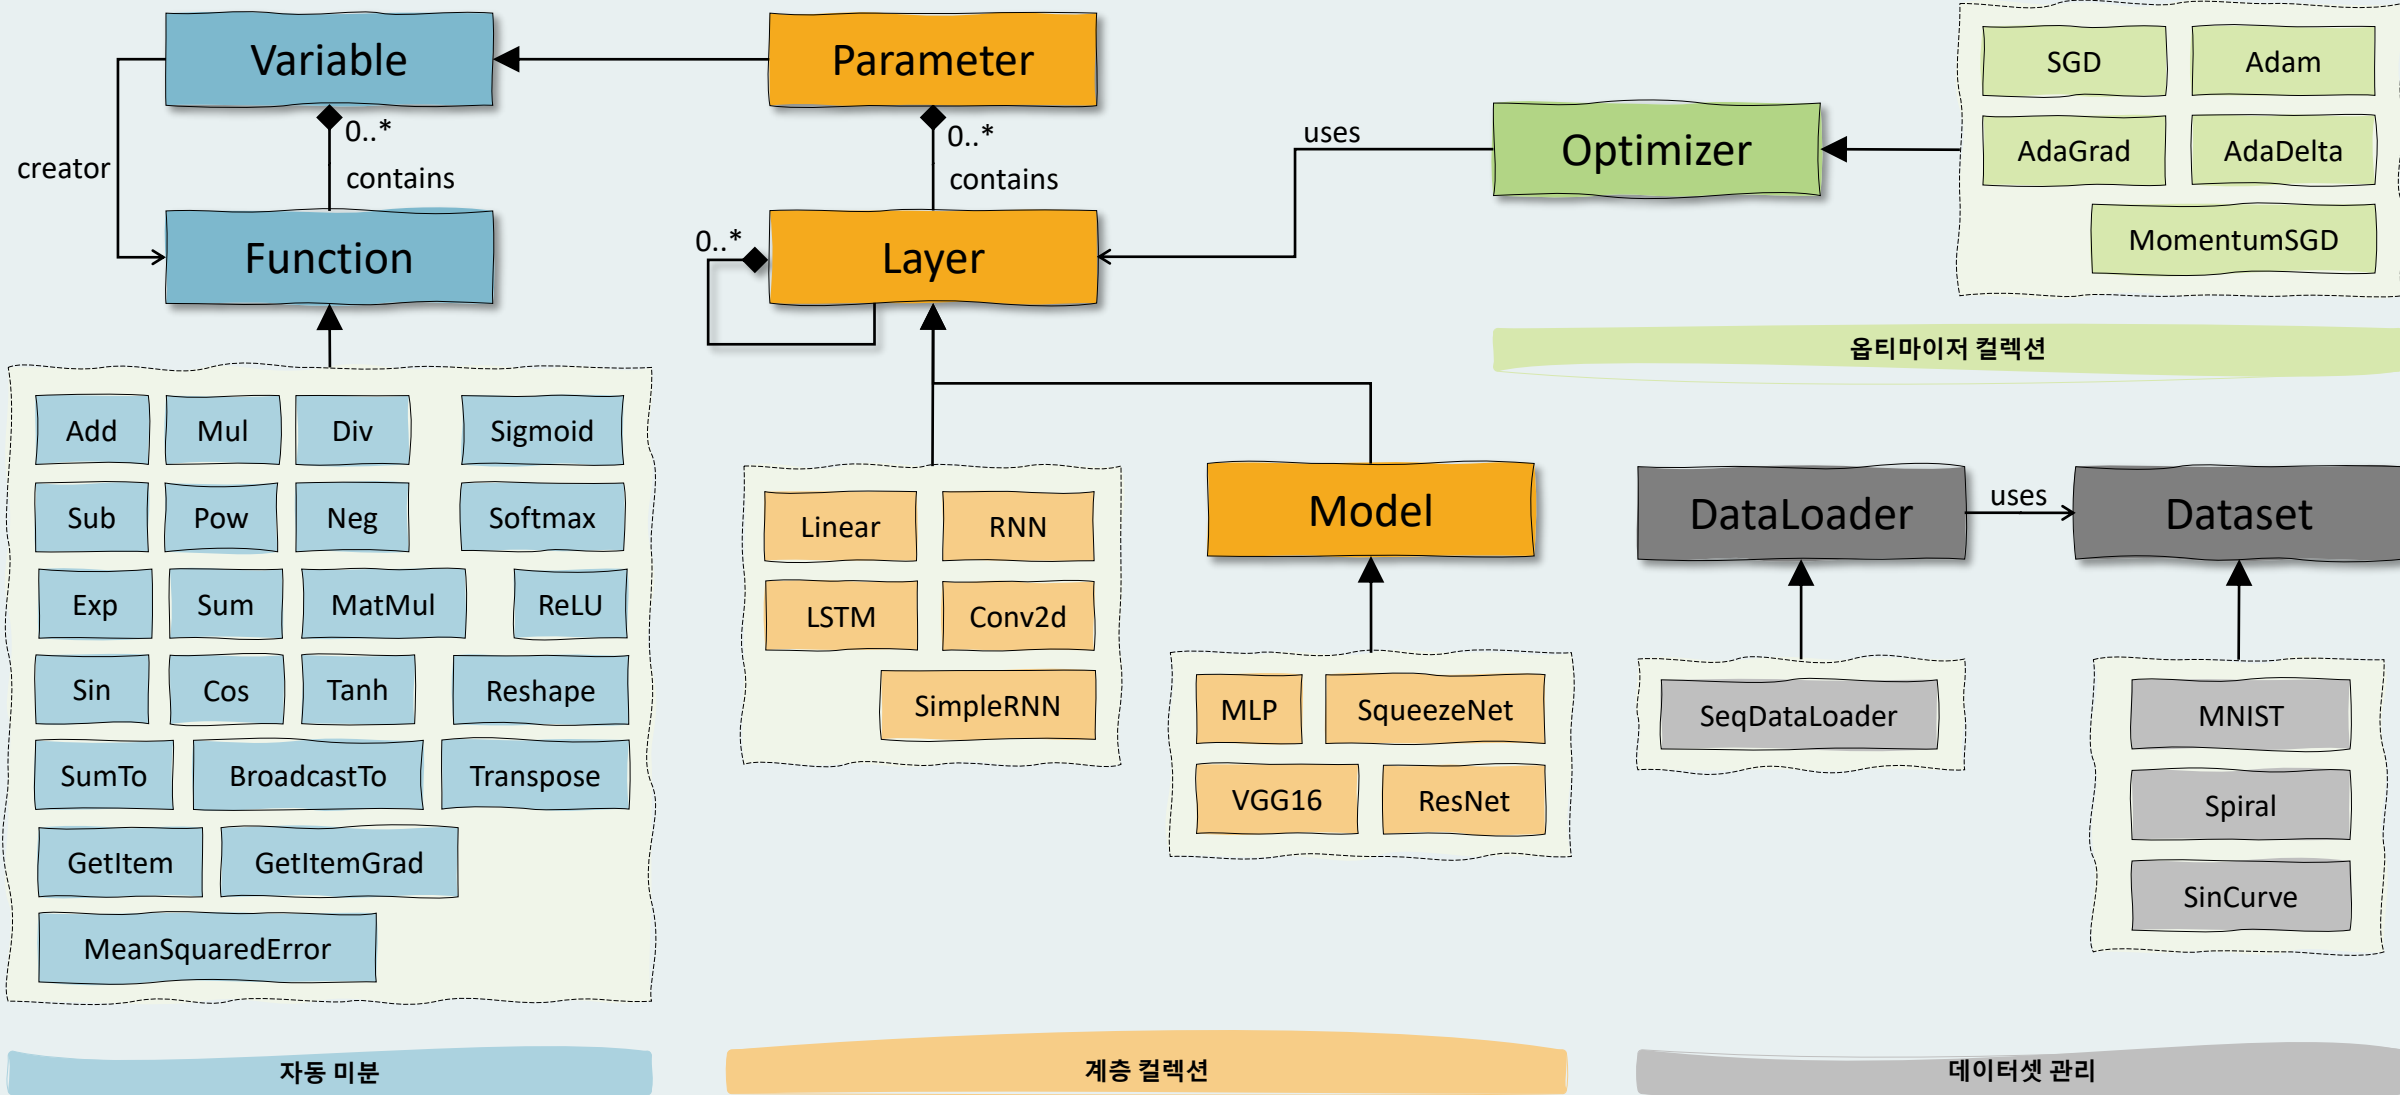 Variable
Parameter
creator
0..*
contains
0..*
contains
Function
0..*
Layer
uses
Optimizer
SGD
Adam
AdaGrad
AdaDelta
MomentumSGD
옵티마이저 컬렉션
Add
Mul
Div
Sigmoid
Sub
Pow
Neg
Softmax
Exp
Sum
MatMul
ReLU
Sin
Cos
Tanh
Reshape
SumTo
BroadcastTo
Transpose
GetItem
GetItemGrad
MeanSquaredError
자동 미분
Linear
RNN
LSTM
Conv2d
SimpleRNN
Model
MLP
SqueezeNet
VGG16
ResNet
계층 컬렉션
DataLoader
uses
Dataset
SeqDataLoader
MNIST
Spiral
SinCurve
데이터셋 관리